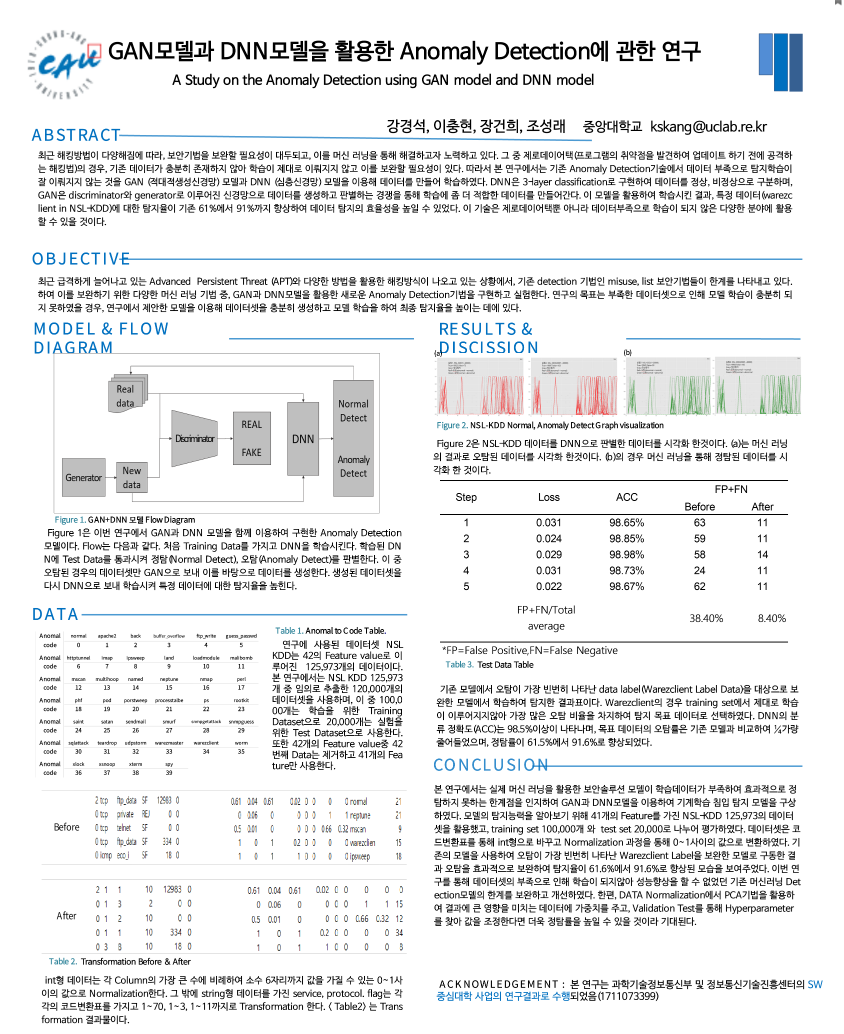 GAN모델과 DNN모델을 활용한 Anomaly Detection에 관한 연구
A Study on the Anomaly Detection using GAN model and DNN model
강경석, 이충현, 장건희, 조성래 중앙대학교 kskang@uclab.re.kr
ABSTRACT
최근 해킹방법이 다양해짐에 따라, 보안기법을 보완할 필요성이 대두되고, 이를 머신 러닝을 통해 해결하고자 노력하고 있다. 그 중 제로데이어택(프로그램의 취약점을 발견하여 업데이트 하기 전에 공격하
는 해킹법)의 경우, 기존 데이터가 충분히 존재하지 않아 학습이 제대로 이뤄지지 않고 이를 보완할 필요성이 있다. 따라서 본 연구에서는 기존 Anomaly Detection기술에서 데이터 부족으로 탐지학습이
잘 이뤄지지 않는 것을 GAN (적대적생성신경망) 모델과 DNN (심층신경망) 모델을 이용해 데이터를 만들어 학습하였다. DNN은 3-layer classification로 구현하여 데이터를 정상, 비정상으로 구분하며,
GAN은 discriminator와 generator로 이루어진 신경망으로 데이터를 생성하고 판별하는 경쟁을 통해 학습에 좀 더 적합한 데이터를 만들어간다. 이 모델을 활용하여 학습시킨 결과, 특정 데이터(warezc
lient in NSL-KDD)에 대한 탐지율이 기존 61%에서 91%까지 향상하여 데이터 탐지의 효율성을 높일 수 있었다. 이 기술은 제로데이어택뿐 아니라 데이터부족으로 학습이 되지 않은 다양한 분야에 활용
할 수 있을 것이다.
OBJECTIVE
최근 급격하게 늘어나고 있는 Advanced Persistent Threat (APT)와 다양한 방법을 활용한 해킹방식이 나오고 있는 상황에서, 기존 detection 기법인 misuse, list 보안기법들이 한계를 나타내고 있다.
하여 이를 보완하기 위한 다양한 머신 러닝 기법 중, GAN과 DNN모델을 활용한 새로운 Anomaly Detection기법을 구현하고 실험한다. 연구의 목표는 부족한 데이터셋으로 인해 모델 학습이 충분히 되
지 못하였을 경우, 연구에서 제안한 모델을 이용해 데이터셋을 충분히 생성하고 모델 학습을 하여 최종 탐지율을 높이는 데에 있다.
MODEL & FLOW
DIAGRAM
Real
data
Generator
New
data
Discriminator
REAL
FAKE
DNN
Normal
Detect
Anomaly
Detect
Figure 1. GAN+DNN 모델 Flow Diagram
Figure 1은 이번 연구에서 GAN과 DNN 모델을 함께 이용하여 구현한 Anomaly Detection
모델이다. Flow는 다음과 같다. 처음 Training Data를 가지고 DNN을 학습시킨다. 학습된 DN
N에 Test Data를 통과시켜 정탐(Normal Detect), 오탐(Anomaly Detect)를 판별한다. 이 중
오탐된 경우의 데이터셋만 GAN으로 보내 이를 바탕으로 데이터를 생성한다. 생성된 데이터셋을
다시 DNN으로 보내 학습시켜 특정 데이터에 대한 탐지율을 높힌다.
DATA
Anomal normal apache2 back buffer_overflow ftp_write guess_passwd
code 0 1 2 3 4 5
Anomal httptunnel imap ipsweep land loadmodule mailbomb
code 6 7 8 9 10 11
Anomal mscan multihop named neptune nmap perl
code 12 13 14 15 16 17
Anomal phf pod portsweep processtable ps rootkit
code 18 19 20 21 22 23
Anomal saint satan sendmail smurf snmpgetattack snmpguess
code 24 25 26 27 28 29
Anomal sqlattack teardrop udpstorm warezmaster warezclient worm
code 30 31 32 33 34 35
Anomal xlock xsnoop xterm spy
code 36 37 38 39
Table 1. Anomal to Code Table.
연구에 사용된 데이터셋 NSL
KDD는 42의 Feature value로 이
루어진 125,973개의 데이터이다.
본 연구에서는 NSL KDD 125,973
개 중 임의로 추출한 120,000개의
데이터셋을 사용하며, 이 중 100,0
00개는 학습을 위한 Training
Dataset으로 20,000개는 실험을
위한 Test Dataset으로 사용한다.
또한 42개의 Feature value중 42
번째 Data는 제거하고 41개의 Fea
ture만 사용한다.
Before
2 tcp ftp_data SF 12983 0 0.61 0.04 0.61 0.02 0 0 0 0 normal 21
0 tcp private REJ 0 0 0 0.06 0 0 0 0 1 1 neptune 21
0 tcp telnet SF 0 0 0.5 0.01 0 0 0 0.66 0.32 mscan 9
0 tcp ftp_data SF 334 0 1 0 1 0.2 0 0 0 0 warezclien 15
0 icmp eco_i SF 18 0 1 0 1 1 0 0 0 0 ipsweep 18
After
2 1 1 10 12983 0 0.61 0.04 0.61 0.02 0 0 0 0 0
0 1 3 2 0 0 0 0.06 0 0 0 0 1 1 15
0 1 2 10 0 0 0.5 0.01 0 0 0 0.66 0.32 12
0 1 1 10 334 0 1 0 1 0.2 0 0 0 0 34
0 3 8 10 18 0 1 0 1 1 0 0 0 0 8
Table 2. Transformation Before & After
int형 데이터는 각 Column의 가장 큰 수에 비례하여 소수 6자리까지 값을 가질 수 있는 0~1사
이의 값으로 Normalization한다. 그 밖에 string형 데이터를 가진 service, protocol. flag는 각
각의 코드변환표를 가지고 1~70, 1~3, 1~11까지로 Transformation 한다. < Table2> 는 Trans
formation 결과물이다.
RESULTS &
DISCISSION
(a)
(b)
Figure 2. NSL-KDD Normal, Anomaly Detect Graph visualization
Figure 2은 NSL-KDD 데이터를 DNN으로 판별한 데이터를 시각화 한것이다. (a)는 머신 러닝
의 결과로 오탐된 데이터를 시각화 한것이다. (b)의 경우 머신 러닝을 통해 정탐된 데이터를 시
각화 한 것이다.
Step Loss ACC FP+FN
Before After
1 0.031 98.65% 63 11
2 0.024 98.85% 59 11
3 0.029 98.98% 58 14
4 0.031 98.73% 24 11
5 0.022 98.67% 62 11
FP+FN/Total
average 38.40% 8.40%
*FP=False Positive,FN=False Negative
Table 3. Test Data Table
기존 모델에서 오탐이 가장 빈번히 나타난 data label(Warezclient Label Data)을 대상으로 보
완한 모델에서 학습하여 탐지한 결과표이다. Warezclient의 경우 training set에서 제대로 학습
이 이루어지지않아 가장 많은 오탐 비율을 차지하여 탐지 목표 데이터로 선택하였다. DNN의 분
류 정확도(ACC)는 98.5%이상이 나타나며, 목표 데이터의 오탐률은 기존 모델과 비교하여 ¼가량
줄어들었으며, 정탐률이 61.5%에서 91.6%로 향상되었다.
CONCLUSION
본 연구에서는 실제 머신 러닝을 활용한 보안솔루션 모델이 학습데이터가 부족하여 효과적으로 정
탐하지 못하는 한계점을 인지하여 GAN과 DNN모델을 이용하여 기계학습 침입 탐지 모델을 구상
하였다. 모델의 탐지능력을 알아보기 위해 41개의 Feature를 가진 NSL-KDD 125,973의 데이터
셋을 활용했고, training set 100,000개 와 test set 20,000로 나누어 평가하였다. 데이터셋은 코
드변환표를 통해 int형으로 바꾸고 Normalization 과정을 통해 0~1사이의 값으로 변환하였다. 기
존의 모델을 사용하여 오탐이 가장 빈번히 나타난 Warezclient Label을 보완한 모델로 구동한 결
과 오탐을 효과적으로 보완하여 탐지율이 61.6%에서 91.6%로 향상된 모습을 보여주었다. 이번 연
구를 통해 데이터셋의 부족으로 인해 학습이 되지않아 성능향상을 할 수 없었던 기존 머신러닝 Det
ection모델의 한계를 보완하고 개선하였다. 한편, DATA Normalization에서 PCA기법을 활용하
여 결과에 큰 영향을 미치는 데이터에 가중치를 주고, Validation Test를 통해 Hyperparameter
를 찾아 값을 조정한다면 더욱 정탐률을 높일 수 있을것이라 기대된다.
ACKNOWLEDGEMENT : 본 연구는 과학기술정보통신부 및 정보통신기술진흥센터의 SW
중심대학 사업의 연구결과로 수행되었음(1711073399)